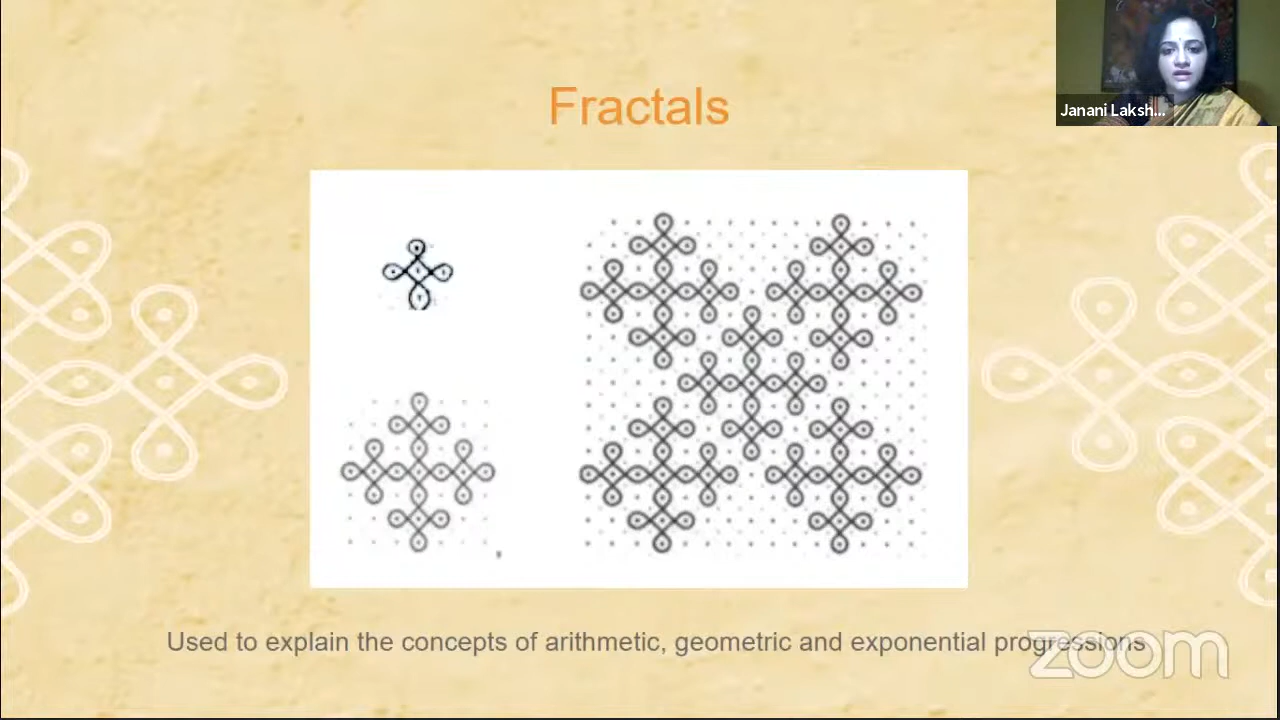 Fractals
Janani Laksh...
Used to explain the concepts of arithmetic, geometric and exponential progressions
zoom